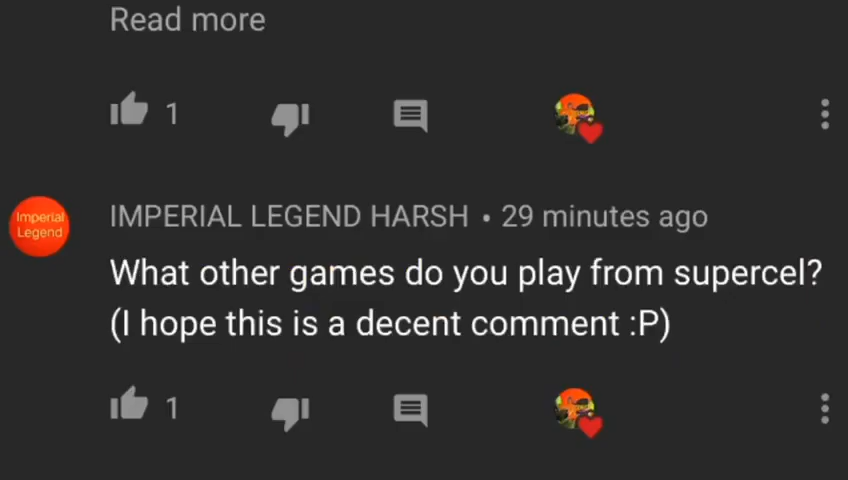 Read more
1
IMPERIAL LEGEND HARSH • 29 minutes ago
Imperial
Legend
What other games do you play from supercel?
(I hope this is a decent comment :P)
1